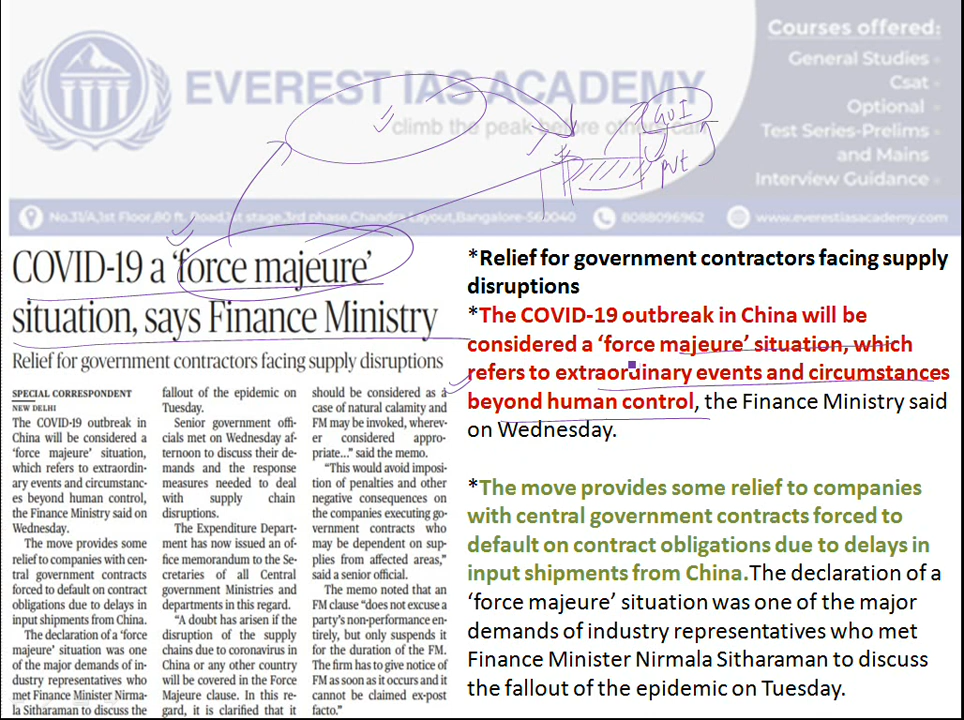 Courses offered:
General Studies -
Csat -
Optional -
Test Series-Prelims -
and Mains
Interview Guidance -
EVEREST IAS ACADEMY
climb the peak before others can
GOI
pvt
No.31/A,1st Floor,80 ft. Road,1st stage,3rd phase,Chandra Layout,Bangalore-560040
8088096962
www.everestiasacademy.com
COVID-19 a ‘force majeure’
situation, says Finance Ministry
Relief for government contractors facing supply disruptions
SPECIAL CORRESPONDENT
NEW DELHI
The COVID-19 outbreak in
China will be considered a
‘force majeure’ situation,
which refers to extraordin-
ary events and circumstanc-
es beyond human control,
the Finance Ministry said on
Wednesday.
The move provides some
relief to companies with cen-
tral government contracts
forced to default on contract
obligations due to delays in
input shipments from China.
The declaration of a ‘force
majeure’ situation was one
of the major demands of in-
dustry representatives who
met Finance Minister Nirma-
la Sitharaman to discuss the
fallout of the epidemic on
Tuesday.
Senior government offi-
cials met on Wednesday af-
ternoon to discuss their de-
mands and the response
measures needed to deal
with supply chain
disruptions.
The Expenditure Depart-
ment has now issued an of-
fice memorandum to the Se-
cretaries of all Central
government Ministries and
departments in this regard.
“A doubt has arisen if the
disruption of the supply
chains due to coronavirus in
China or any other country
will be covered in the Force
Majeure clause. In this re-
gard, it is clarified that it
should be considered as a
case of natural calamity and
FM may be invoked, wherev-
er considered appro-
priate...” said the memo.
“This would avoid imposi-
tion of penalties and other
negative consequences on
the companies executing go-
vernment contracts who
may be dependent on sup-
plies from affected areas,”
said a senior official.
The memo noted that an
FM clause “does not excuse a
party’s non-performance en-
tirely, but only suspends it
for the duration of the FM.
The firm has to give notice of
FM as soon as it occurs and it
cannot be claimed ex-post
facto.”
*Relief for government contractors facing supply
disruptions
*The COVID-19 outbreak in China will be
considered a ‘force majeure’ situation, which
refers to extraordinary events and circumstances
beyond human control, the Finance Ministry said
on Wednesday.
*The move provides some relief to companies
with central government contracts forced to
default on contract obligations due to delays in
input shipments from China.The declaration of a
‘force majeure’ situation was one of the major
demands of industry representatives who met
Finance Minister Nirmala Sitharaman to discuss
the fallout of the epidemic on Tuesday.